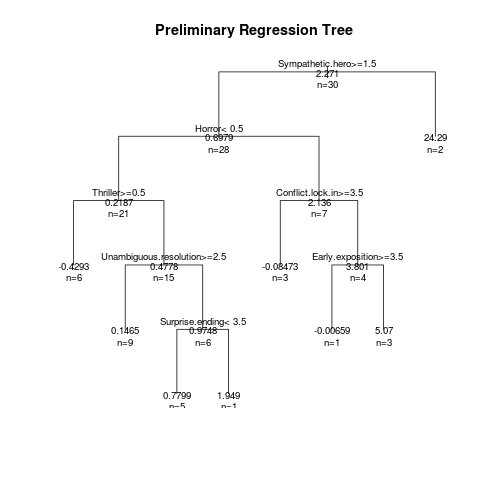 Preliminary Regression Tree
Sympathetic.hero>=1.5
2.271
n=30
Horror< 0.5
0.6979
n=28
24.29
n=2
Thriller>=0.5
0.2187
n=21
Conflict.lock.in>=3.5
2.136
n=7
-0.4293
n=6
Unambiguous.resolution>=2.5
0.4778
n=15
-0.08473
n=3
Early.exposition>=3.5
3.801
n=4
0.1465
n=9
Surprise.ending< 3.5
0.9748
n=6
-0.00659
n=1
5.07
n=3
0.7799
n=5
1.949
n=1